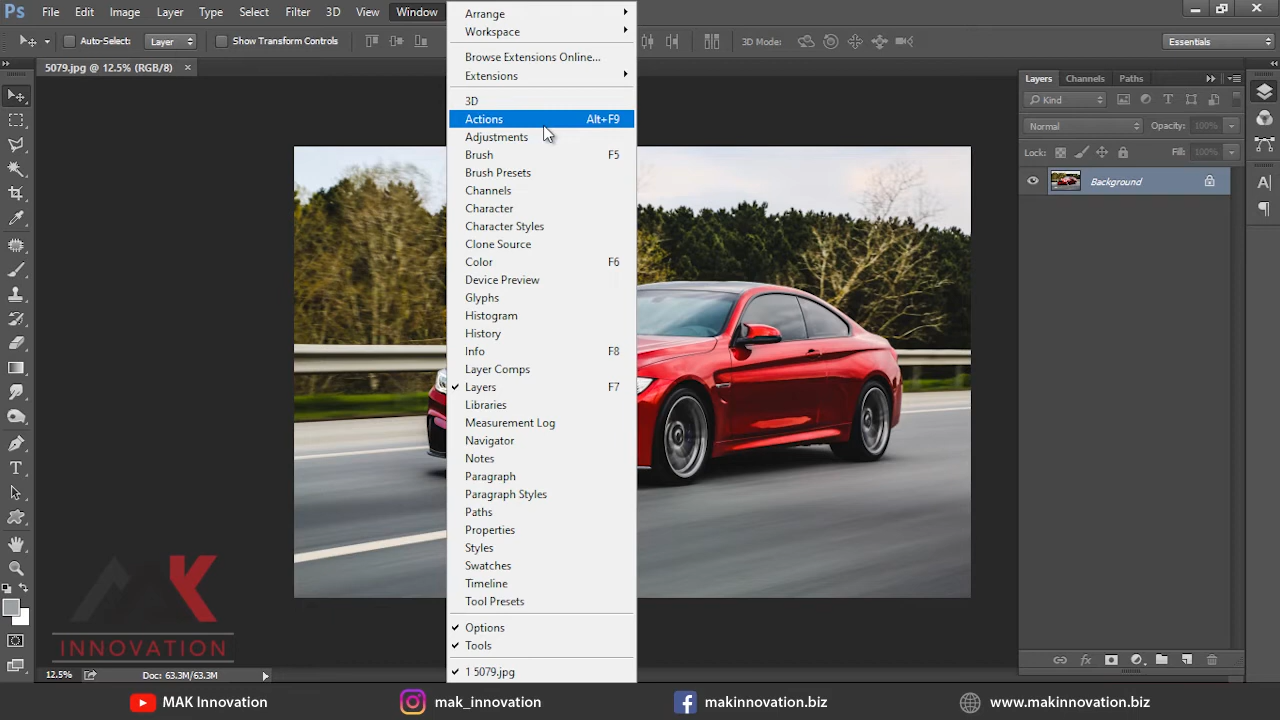 Ps File Edit Image Layer Type Select Filter 3D View Window
Auto-Select: Layer Show Transform Controls 3D Mode: Essentials
5079.jpg @ 12.5% (RGB/8) ×
Arrange
Workspace
Browse Extensions Online...
Extensions
3D
Actions Alt+F9
Adjustments
Brush F5
Brush Presets
Channels
Character
Character Styles
Clone Source
Color F6
Device Preview
Glyphs
Histogram
History
Info F8
Layer Comps
Layers F7
Libraries
Measurement Log
Navigator
Notes
Paragraph
Paragraph Styles
Paths
Properties
Styles
Swatches
Timeline
Tool Presets
Options
Tools
1 5079.jpg
Layers Channels Paths
Kind
Normal Opacity: 100%
Lock: Fill: 100%
Background
MAK
INNOVATION
12.5% Doc: 63.3M/63.3M
MAK Innovation mak_innovation makinnovation.biz www.makinnovation.biz